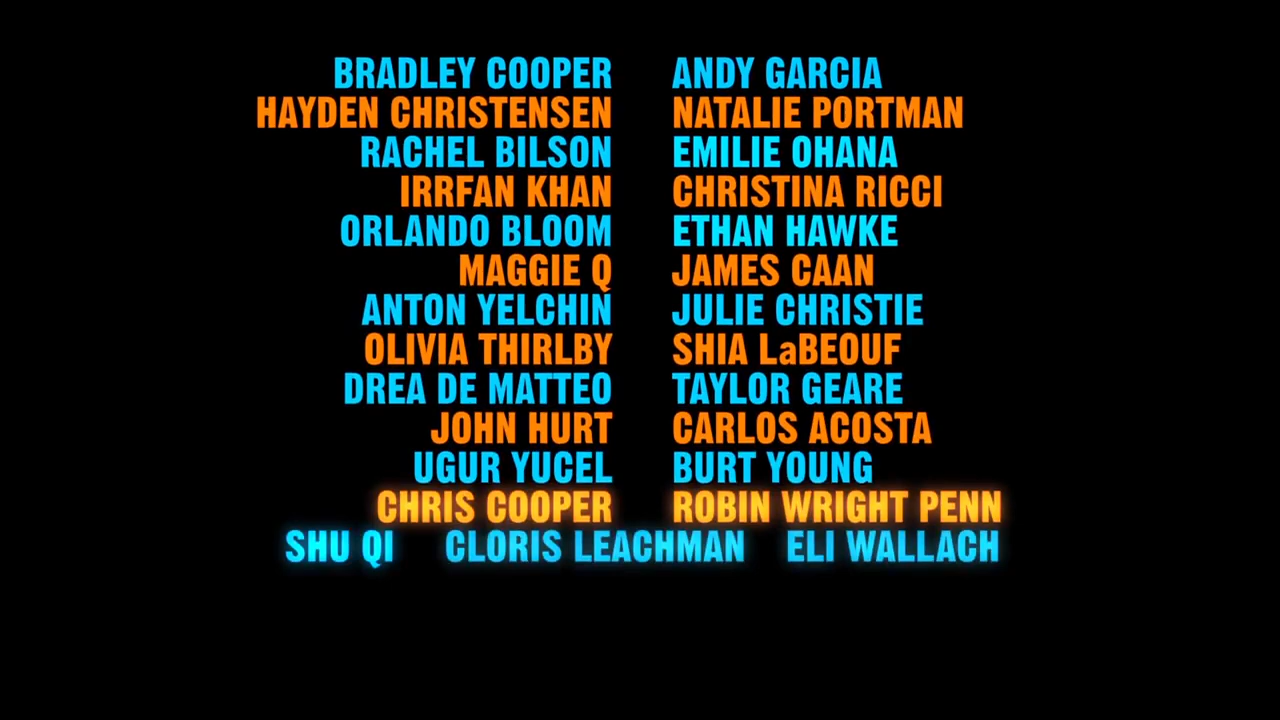 BRADLEY COOPER ANDY GARCIA
HAYDEN CHRISTENSEN NATALIE PORTMAN
RACHEL BILSON EMILIE OHANA
IRRFAN KHAN CHRISTINA RICCI
ORLANDO BLOOM ETHAN HAWKE
MAGGIE Q JAMES CAAN
ANTON YELCHIN JULIE CHRISTIE
OLIVIA THIRLBY SHIA LaBEOUF
DREA DE MATTEO TAYLOR GEARE
JOHN HURT CARLOS ACOSTA
UGUR YUCEL BURT YOUNG
CHRIS COOPER ROBIN WRIGHT PENN
SHU QI CLORIS LEACHMAN ELI WALLACH